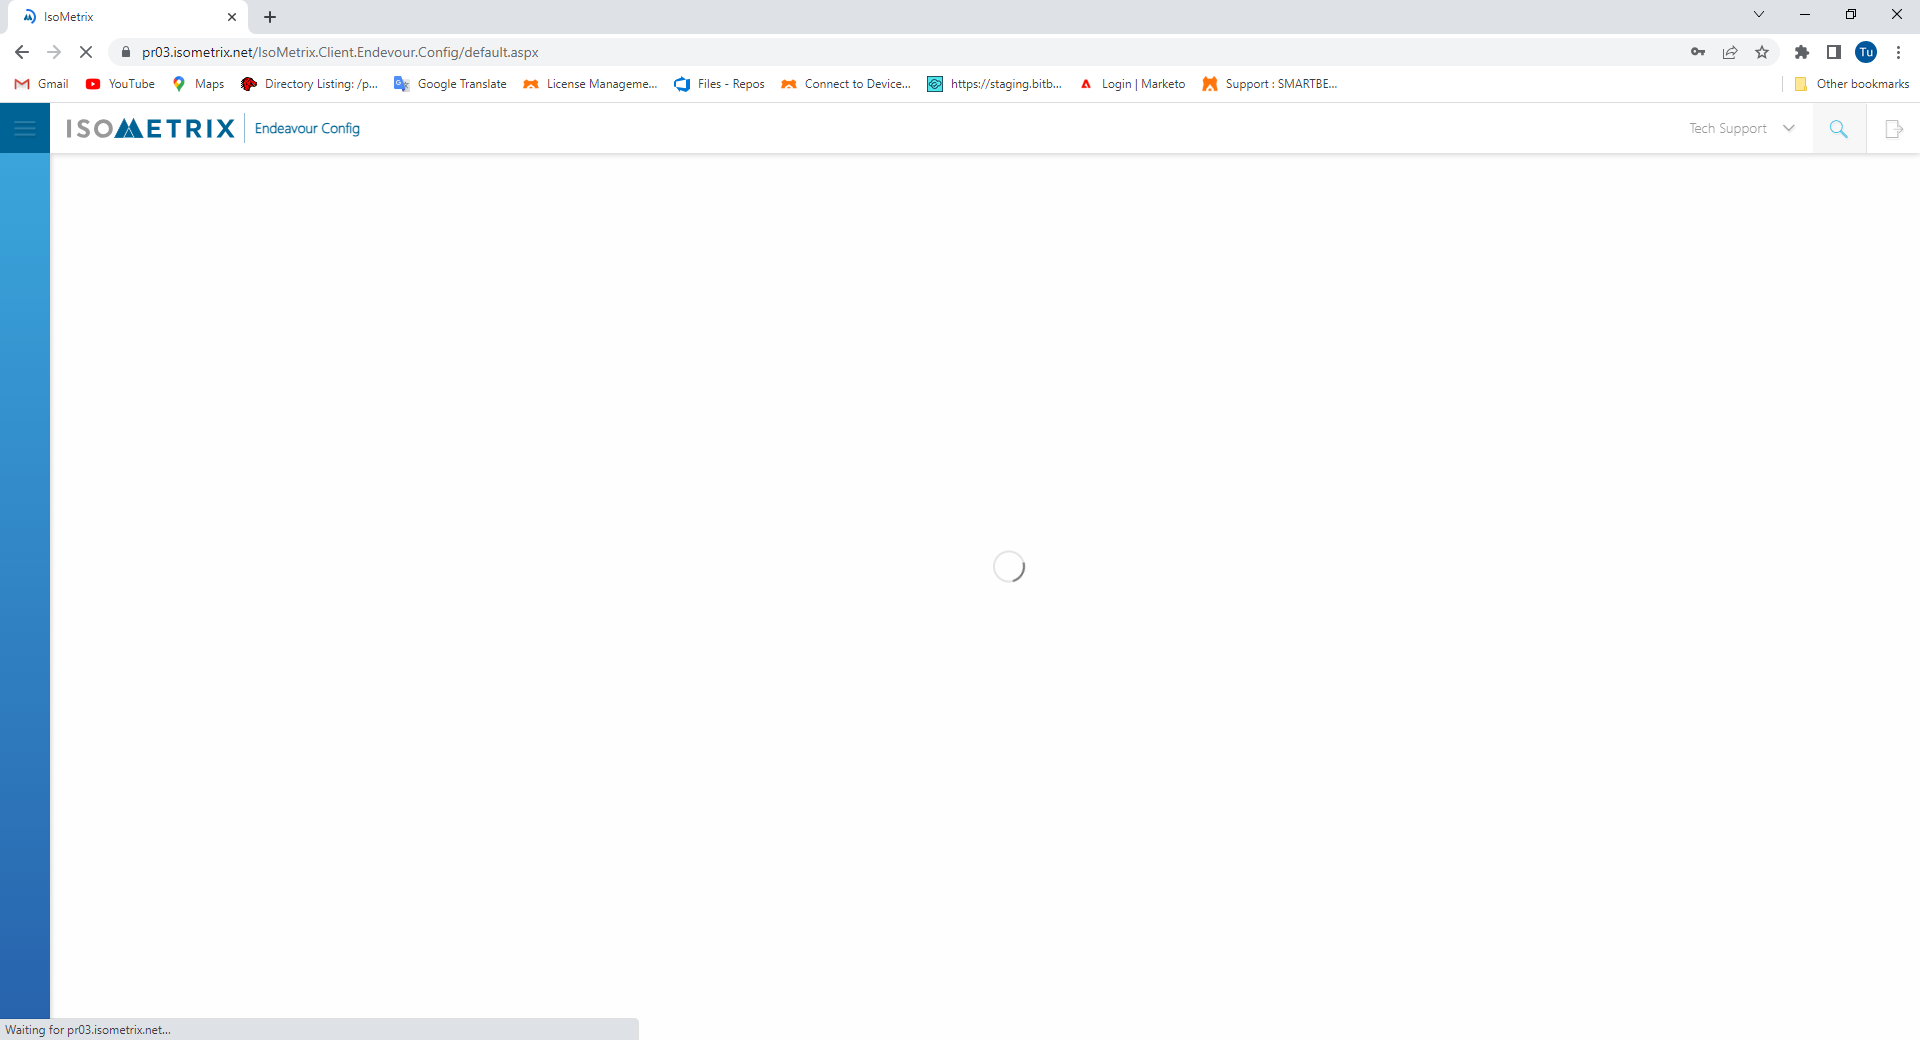 IsoMetrix
pr03.isometrix.net/IsoMetrix.Client.Endevour.Config/default.aspx
Tu
Gmail
YouTube
Maps
Directory Listing: /p...
Google Translate
License Manageme...
Files - Repos
Connect to Device...
https://staging.bitb...
Login | Marketo
Support : SMARTBE...
Other bookmarks
ISOMETRIX
Endeavour Config
Tech Support
Waiting for pr03.isometrix.net...